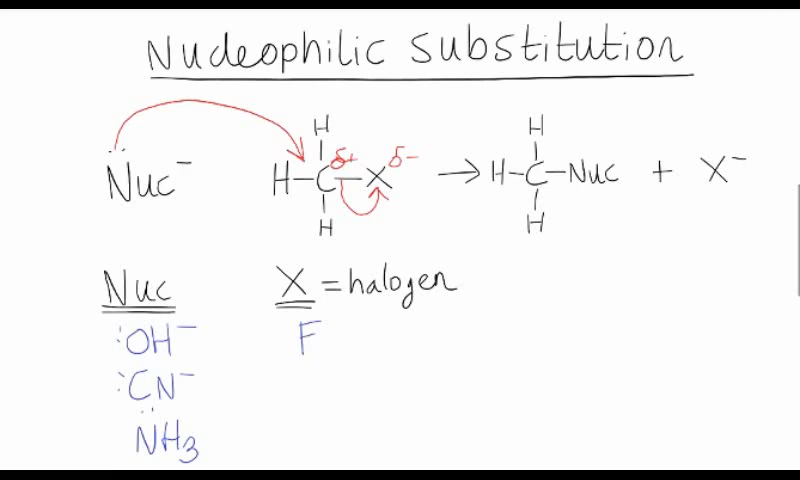 Nucleophilic substitution
H H
Nuc⁻ H–C–X δ+ δ− → H–C–Nuc + X⁻
H H
Nuc X = halogen
:OH⁻ F
:CN⁻
NH₃